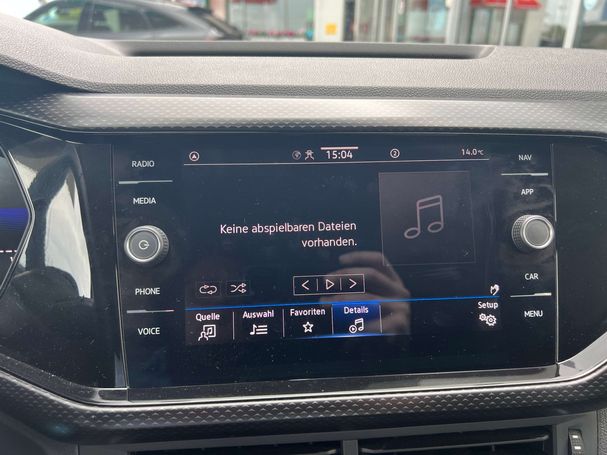 RADIO
MEDIA
PHONE
VOICE
15:04
2
14.0°C
Keine abspielbaren Dateien
vorhanden.
Quelle
Auswahl
Favoriten
Details
Setup
NAV
APP
CAR
MENU